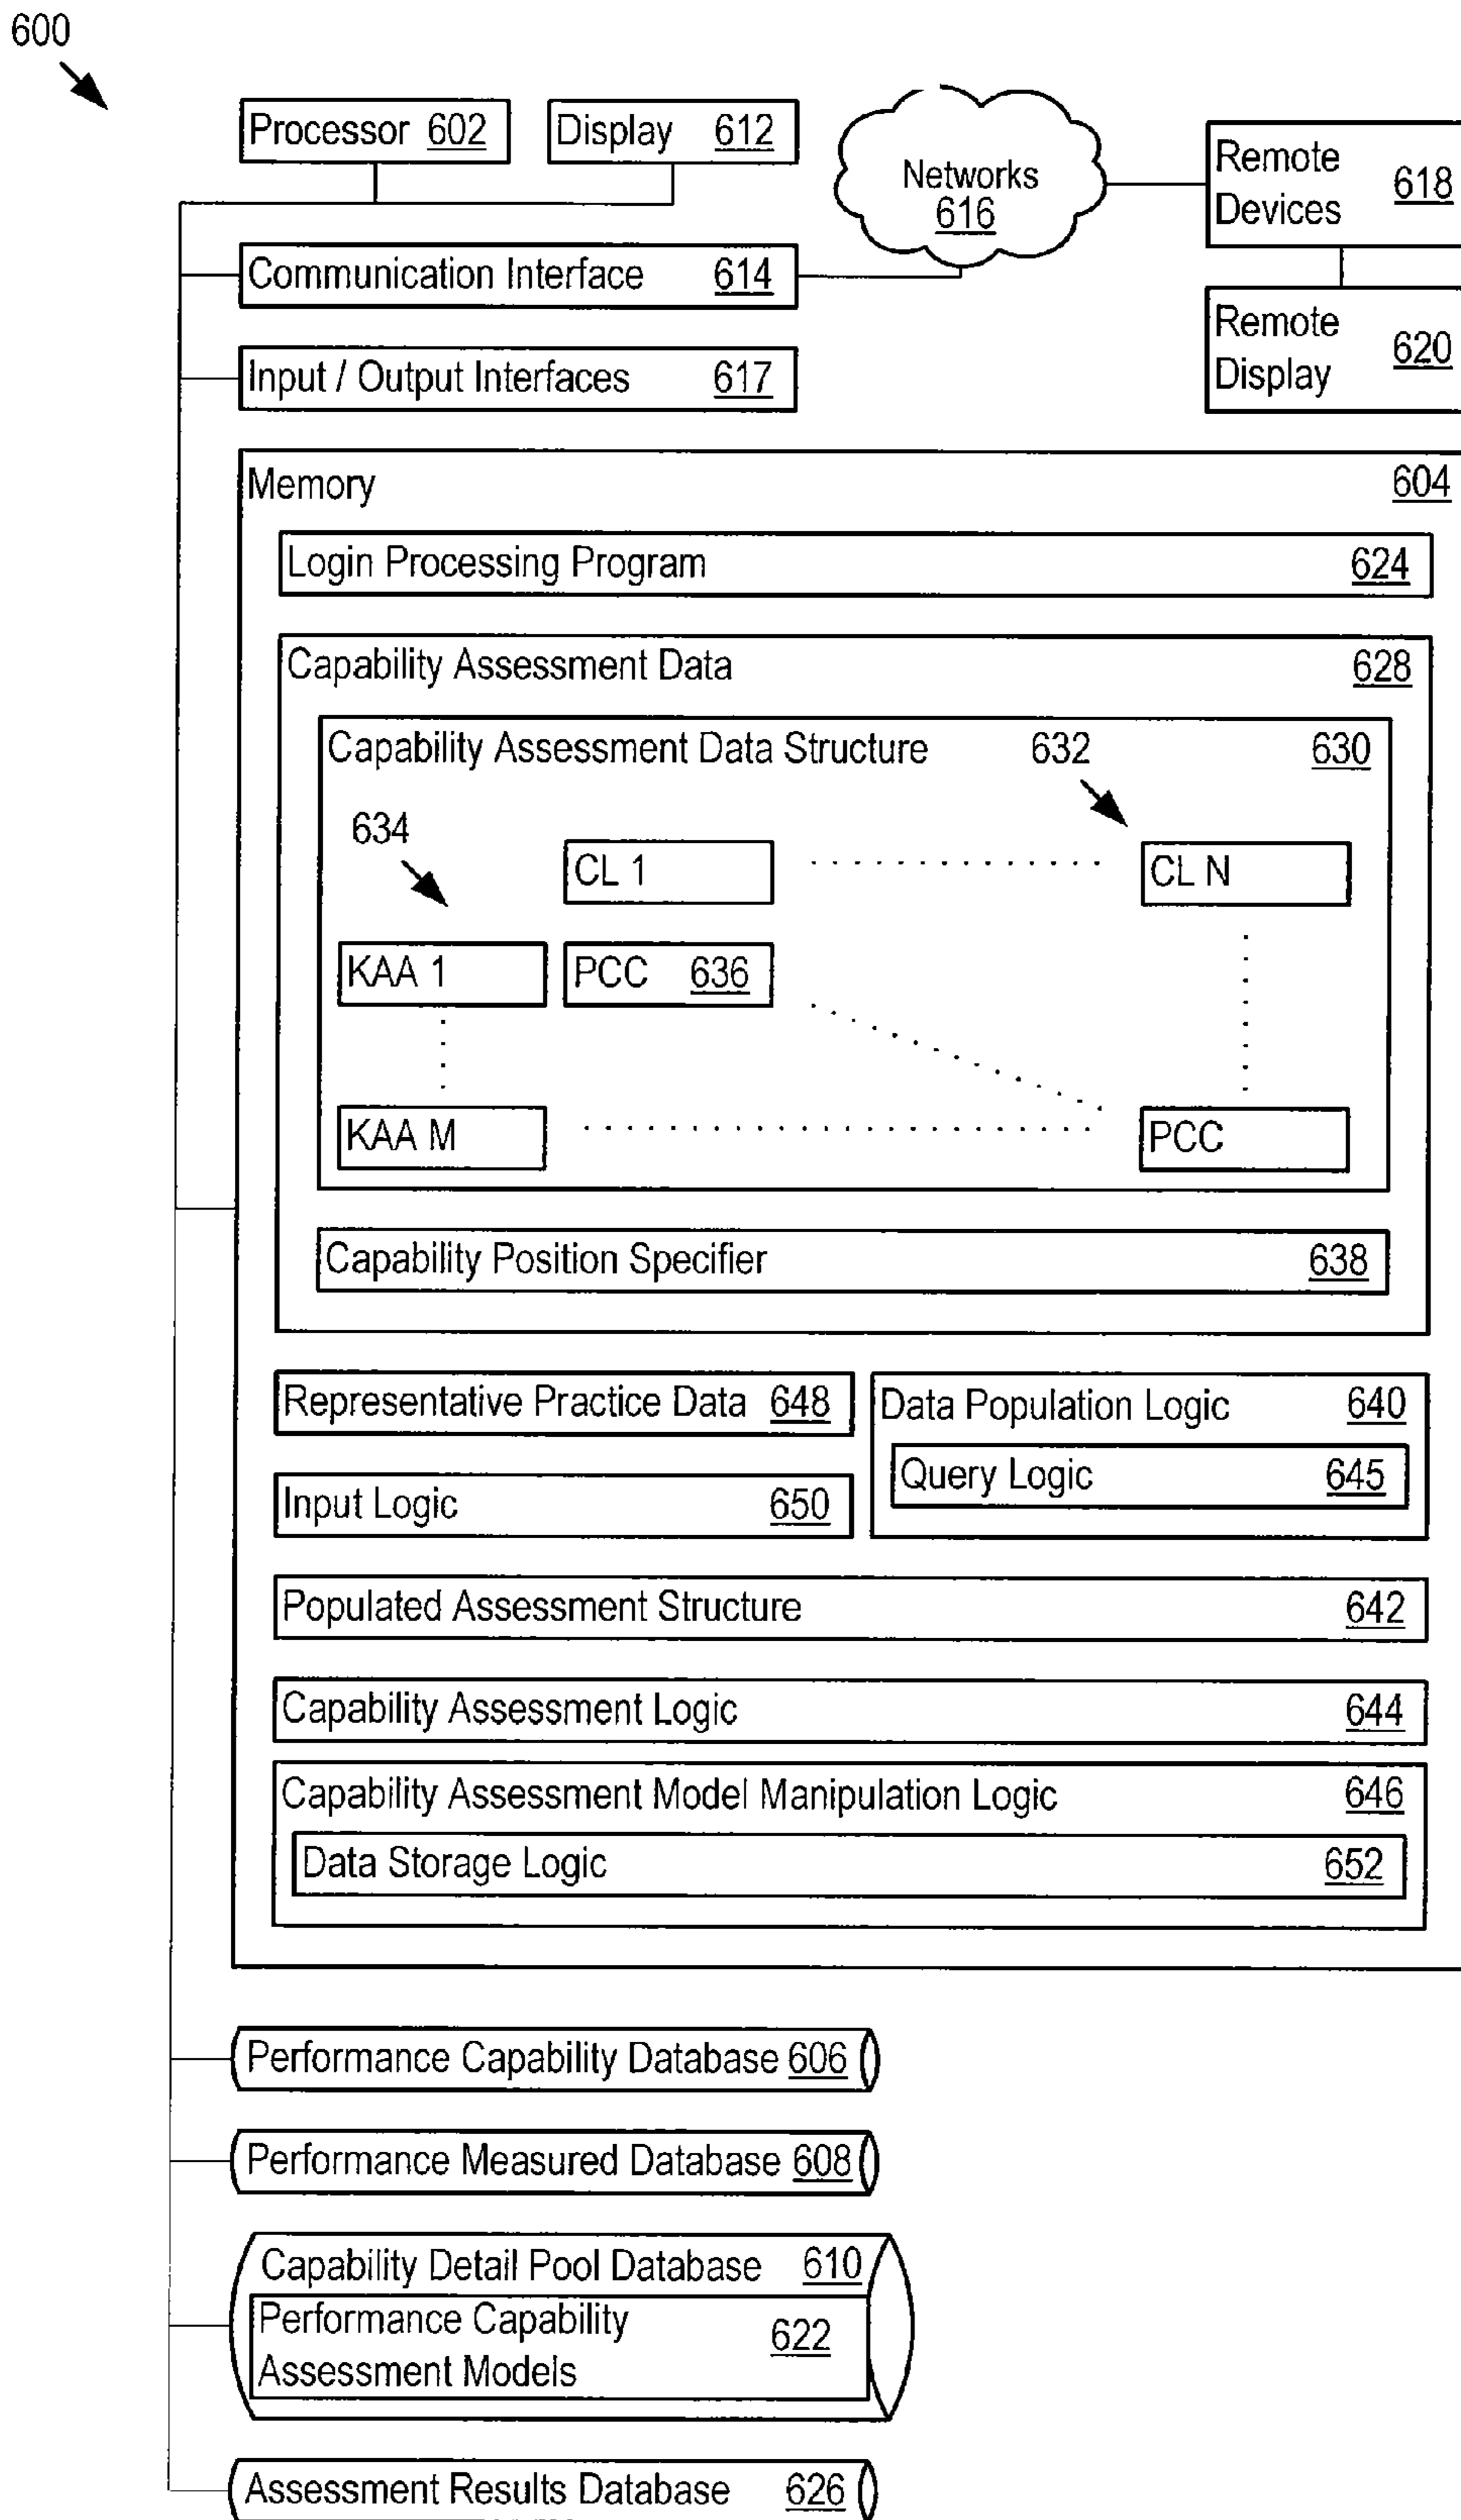 600
Processor 602
Display 612
Networks
616
Remote
Devices 618
Communication Interface 614
Remote
Display 620
Input / Output Interfaces 617
Memory 604
Login Processing Program 624
Capability Assessment Data 628
Capability Assessment Data Structure 630
632
634
CL 1
CL N
KAA 1
PCC 636
KAA M
PCC
Capability Position Specifier 638
Representative Practice Data 648
Data Population Logic 640
Query Logic 645
Input Logic 650
Populated Assessment Structure 642
Capability Assessment Logic 644
Capability Assessment Model Manipulation Logic 646
Data Storage Logic 652
Performance Capability Database 606
Performance Measured Database 608
Capability Detail Pool Database 610
Performance Capability
Assessment Models 622
Assessment Results Database 626